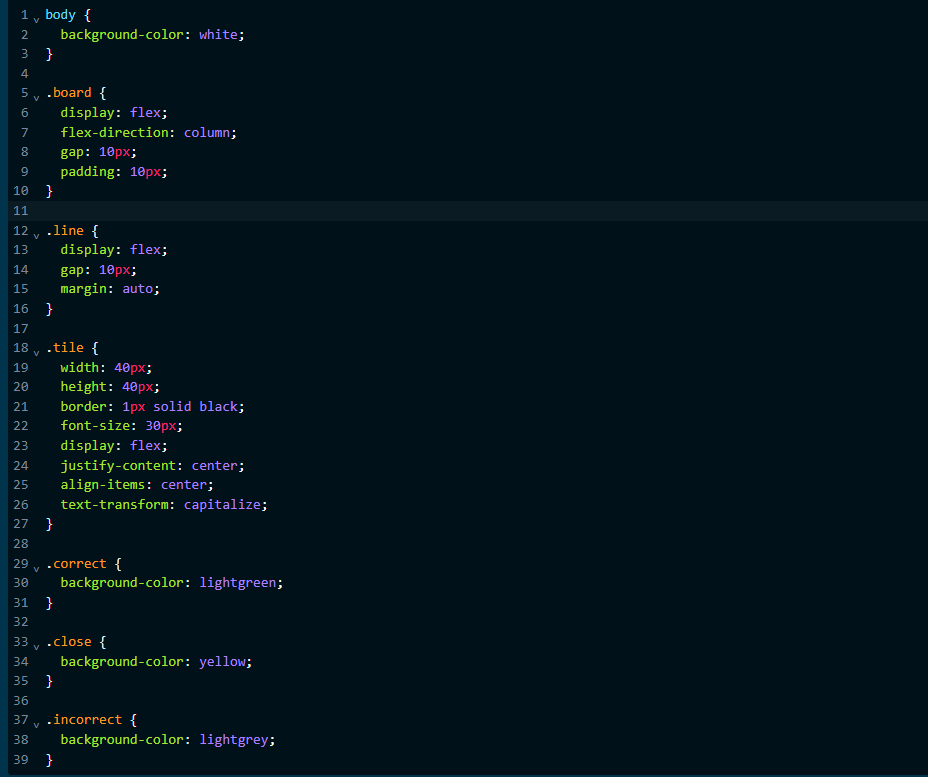 1 body {
2   background-color: white;
3 }
4
5 .board {
6   display: flex;
7   flex-direction: column;
8   gap: 10px;
9   padding: 10px;
10 }
11
12 .line {
13   display: flex;
14   gap: 10px;
15   margin: auto;
16 }
17
18 .tile {
19   width: 40px;
20   height: 40px;
21   border: 1px solid black;
22   font-size: 30px;
23   display: flex;
24   justify-content: center;
25   align-items: center;
26   text-transform: capitalize;
27 }
28
29 .correct {
30   background-color: lightgreen;
31 }
32
33 .close {
34   background-color: yellow;
35 }
36
37 .incorrect {
38   background-color: lightgrey;
39 }